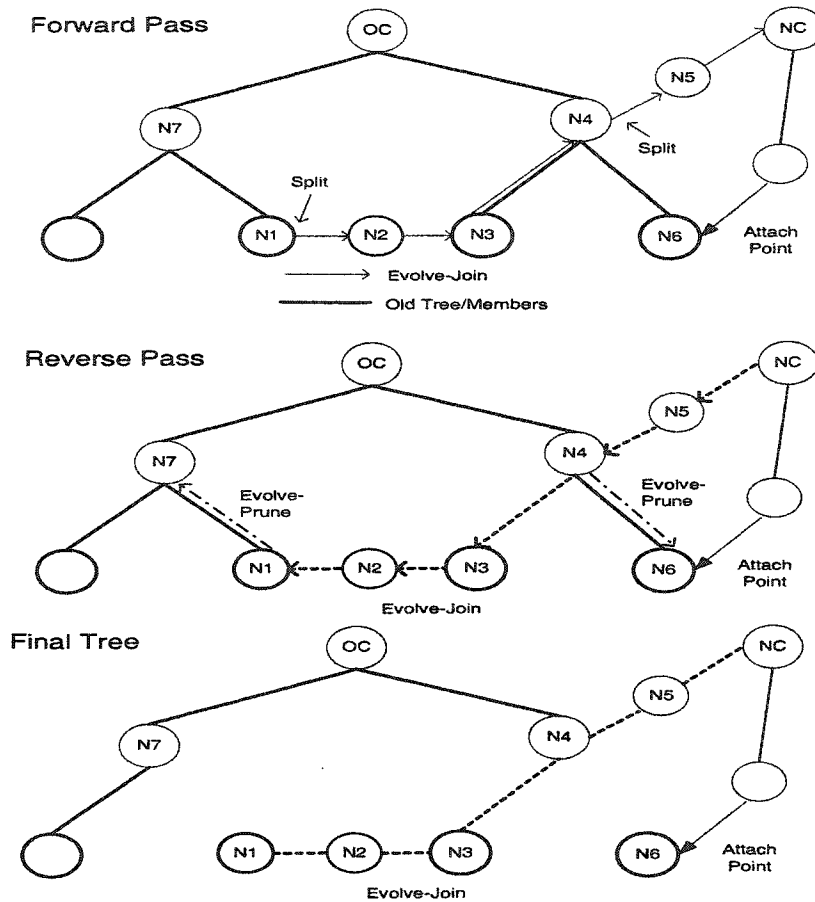 Forward Pass
OC
NC
N5
N7
N4
Split
Split
N1
N2
N3
N6
Attach
Point
Evolve-Join
Old Tree/Members
Reverse Pass
OC
NC
N5
N7
N4
Evolve-
Prune
Evolve-
Prune
N1
N2
N3
N6
Attach
Point
Evolve-Join
Final Tree
OC
NC
N5
N7
N4
N1
N2
N3
N6
Attach
Point
Evolve-Join